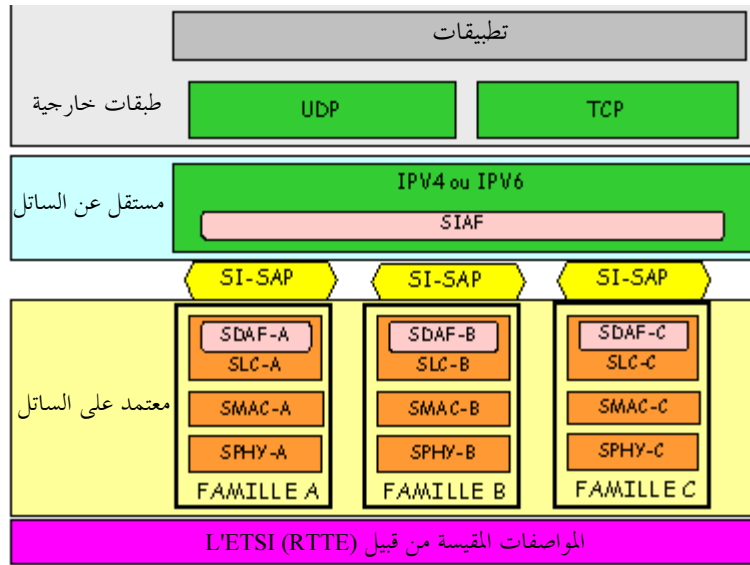 تطبيقات
طبقات خارجية
UDP
TCP
IPV4 ou IPV6
مستقل عن الساتل
SIAF
SI-SAP
SI-SAP
SI-SAP
SDAF-A
SDAF-B
SDAF-C
SLC-A
SLC-B
SLC-C
معتمد على الساتل
SMAC-A
SMAC-B
SMAC-C
SPHY-A
SPHY-B
SPHY-C
FAMILLE A
FAMILLE B
FAMILLE C
المواصفات المقيسة من قبيل L'ETSI (RTTE)